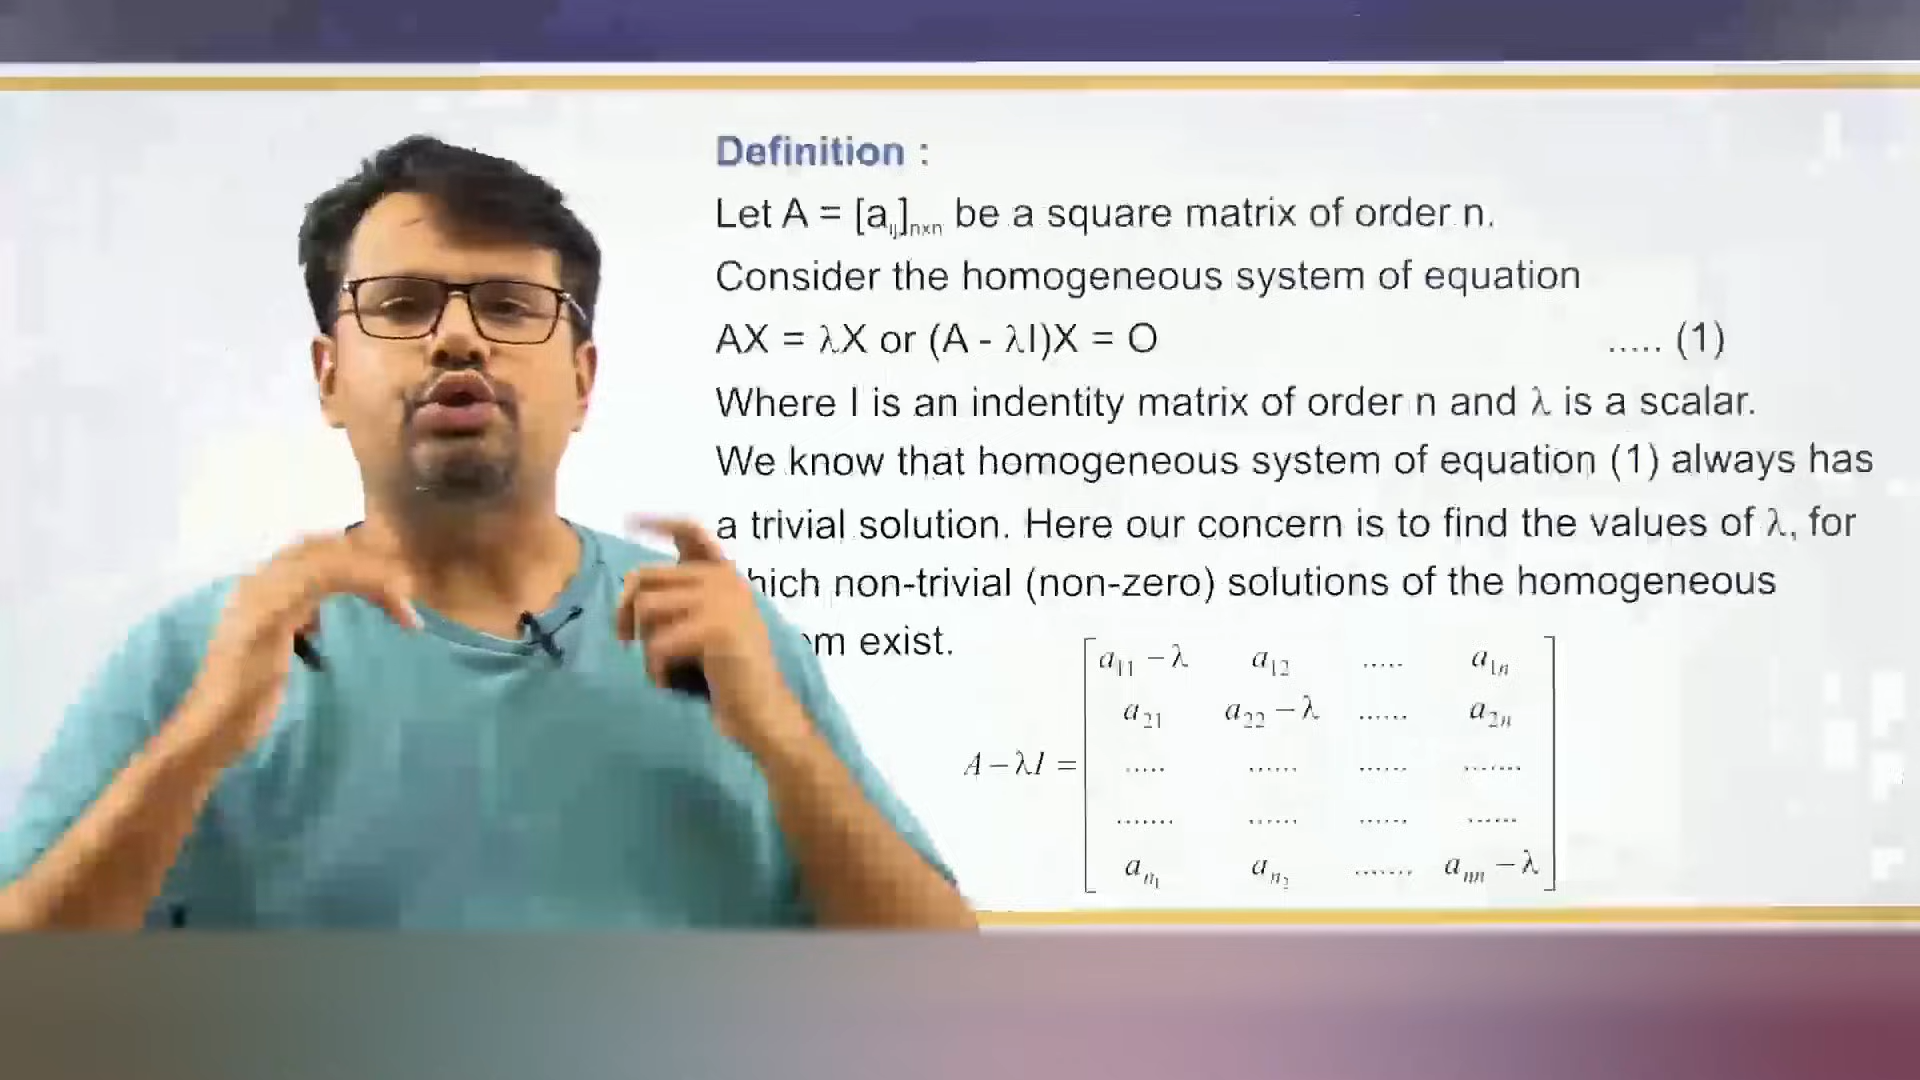 Definition :
Let A = [aᵢⱼ]ₙₓₙ be a square matrix of order n.
Consider the homogeneous system of equation
AX = λX or (A - λI)X = O ..... (1)
Where I is an indentity matrix of order n and λ is a scalar.
We know that homogeneous system of equation (1) always has
a trivial solution. Here our concern is to find the values of λ, for
hich non-trivial (non-zero) solutions of the homogeneous
m exist.
a₁₁ − λ a₁₂ ..... a₁ₙ
a₂₁ a₂₂ − λ ...... a₂ₙ
A − λI =
..... ...... ...... .......
....... ...... ...... ......
aₙ₁ aₙ₂ ....... aₙₙ − λ